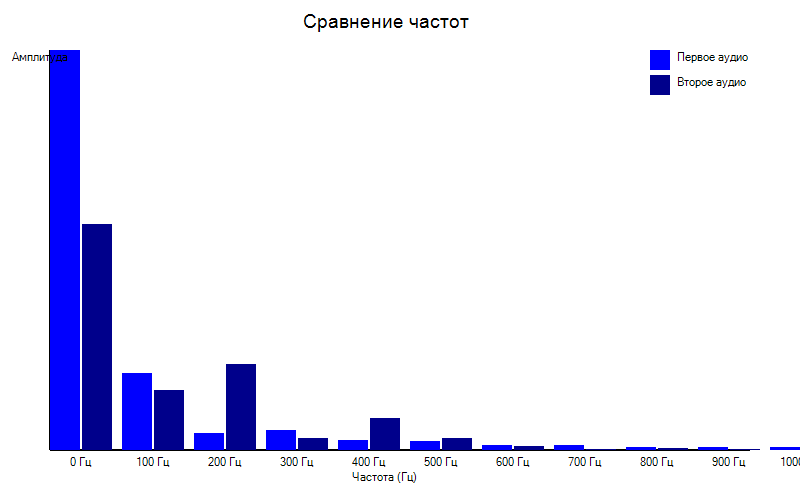 Сравнение частот
Амплитуда
Первое аудио
Второе аудио
0 Гц 100 Гц 200 Гц 300 Гц 400 Гц 500 Гц 600 Гц 700 Гц 800 Гц 900 Гц 1000
Частота (Гц)